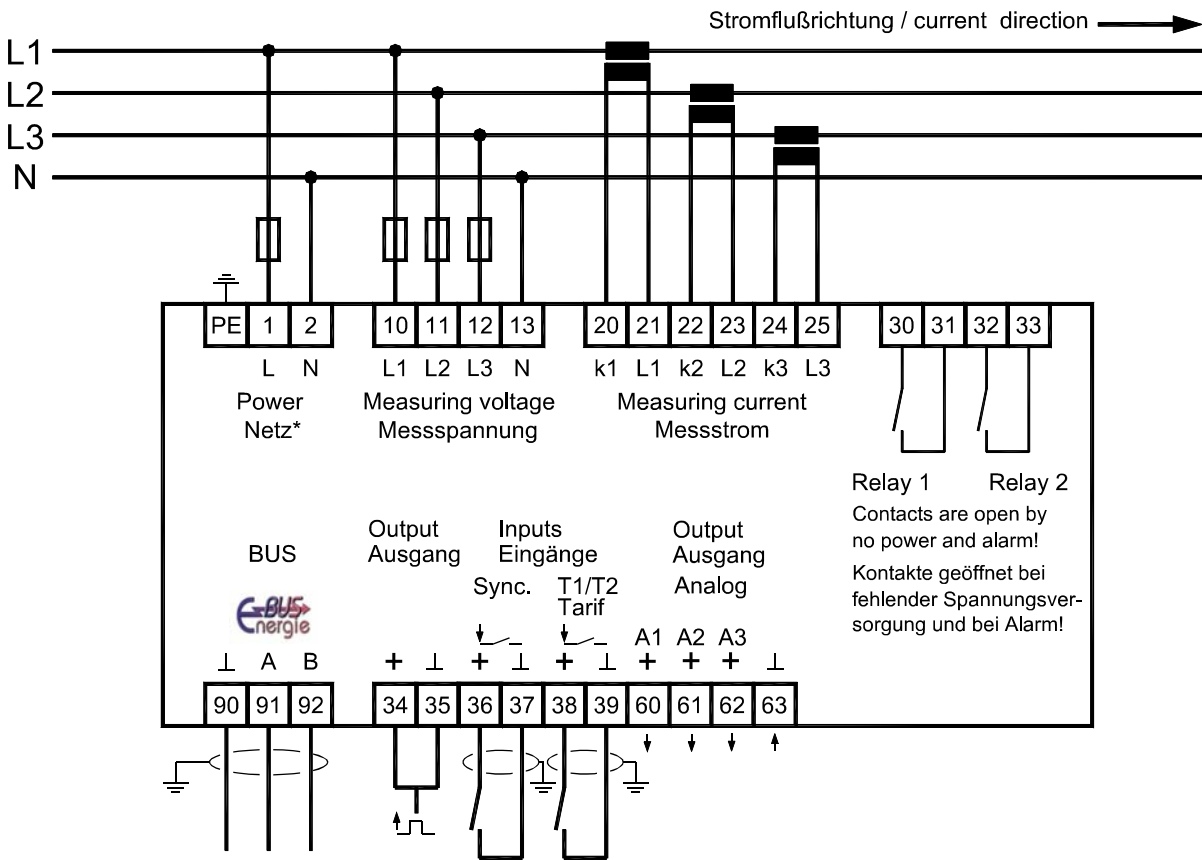 Stromflußrichtung / current direction
L1
L2
L3
N
PE 1 2 10 11 12 13 20 21 22 23 24 25 30 31 32 33
L N L1 L2 L3 N k1 L1 k2 L2 k3 L3
Power
Netz*
Measuring voltage
Messspannung
Measuring current
Messstrom
Relay 1 Relay 2
Contacts are open by
no power and alarm!
Kontakte geöffnet bei
fehlender Spannungsver-
sorgung und bei Alarm!
BUS
E-BUS
Energie
Output
Ausgang
Inputs
Eingänge
Sync. T1/T2
Tarif
Output
Ausgang
Analog
A1 A2 A3
⊥ A B + ⊥ + ⊥ + ⊥ + + + ⊥
90 91 92 34 35 36 37 38 39 60 61 62 63